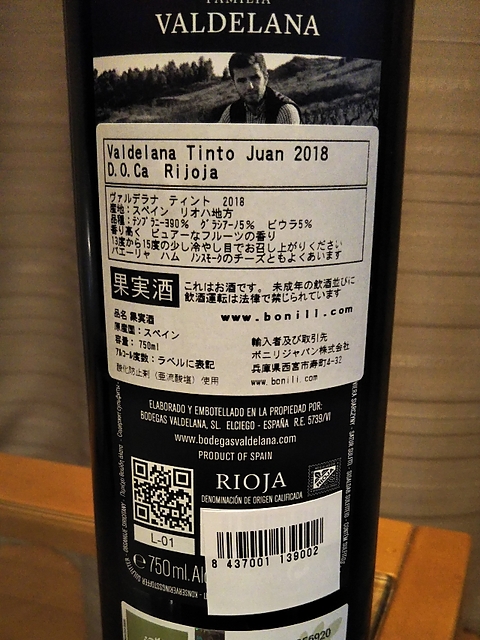 FAMILIA
VALDELANA
Valdelana Tinto Juan 2018
D.O.Ca Rijoja
ヴァルデラナ ティント 2018
産地：スペイン リオハ地方
品種：テンプラニーヨ90% グラシアーノ5% ビウラ5%
香り高く ピュアーなフルーツの香り
13度から15度の少し冷やし目でお召し上がりください
パエーリャ ハム ノンスモークのチーズともよくあいます
果実酒
これはお酒です。 未成年の飲酒並びに
飲酒運転は法律で禁じられています
www.bonili.com
品名：果実酒
原産国：スペイン
容量：750ml
アルコール度数：ラベルに表記
酸化防止剤（亜流酸塩）使用
輸入者及び取引先
ボニリジャパン株式会社
兵庫県西宮市寿町4-32
www.bonili.com
ELABORADO Y EMBOTELLADO EN LA PROPIEDAD POR:
BODEGAS VALDELANA, S.L. ELCIEGO - ESPAÑA R.E. 5739/VI
www.bodegasvaldelana.com
PRODUCT OF SPAIN
RIOJA
DENOMINACIÓN DE ORIGEN CALIFICADA
L-01
℮ 750ml. Al
8 437001 139002
56920